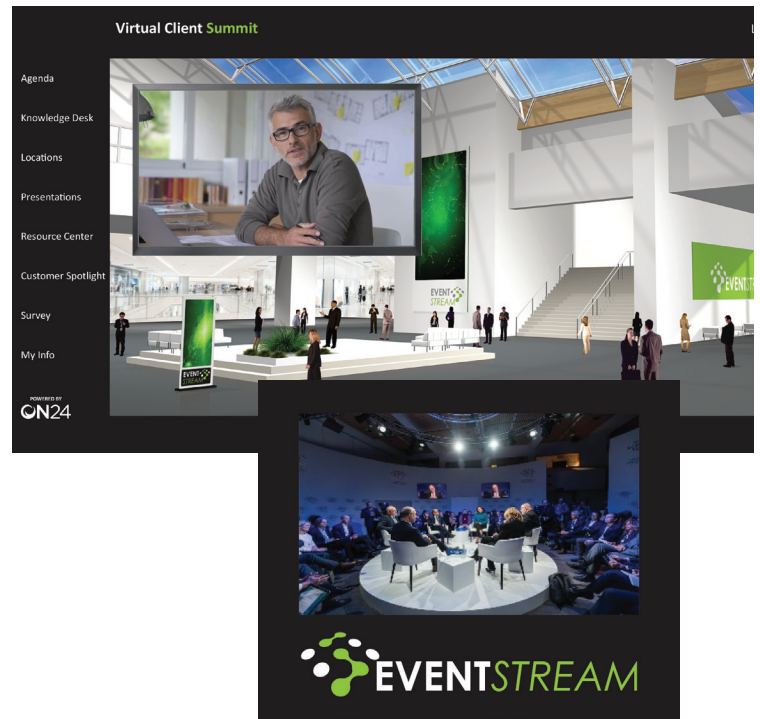 Virtual Client Summit
L
Agenda
Knowledge Desk
Locations
Presentations
Resource Center
Customer Spotlight
Survey
My Info
POWERED BY
ON24
EVENT
STREAM
EVENTST
EVENT
STREAM
EVENTSTREAM